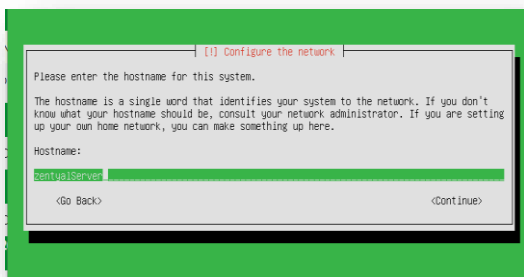 [!] Configure the network
Please enter the hostname for this system.
The hostname is a single word that identifies your system to the network. If you don't
know what your hostname should be, consult your network administrator. If you are setting
up your own home network, you can make something up here.
Hostname:
zentyalServer
<Go Back> <Continue>